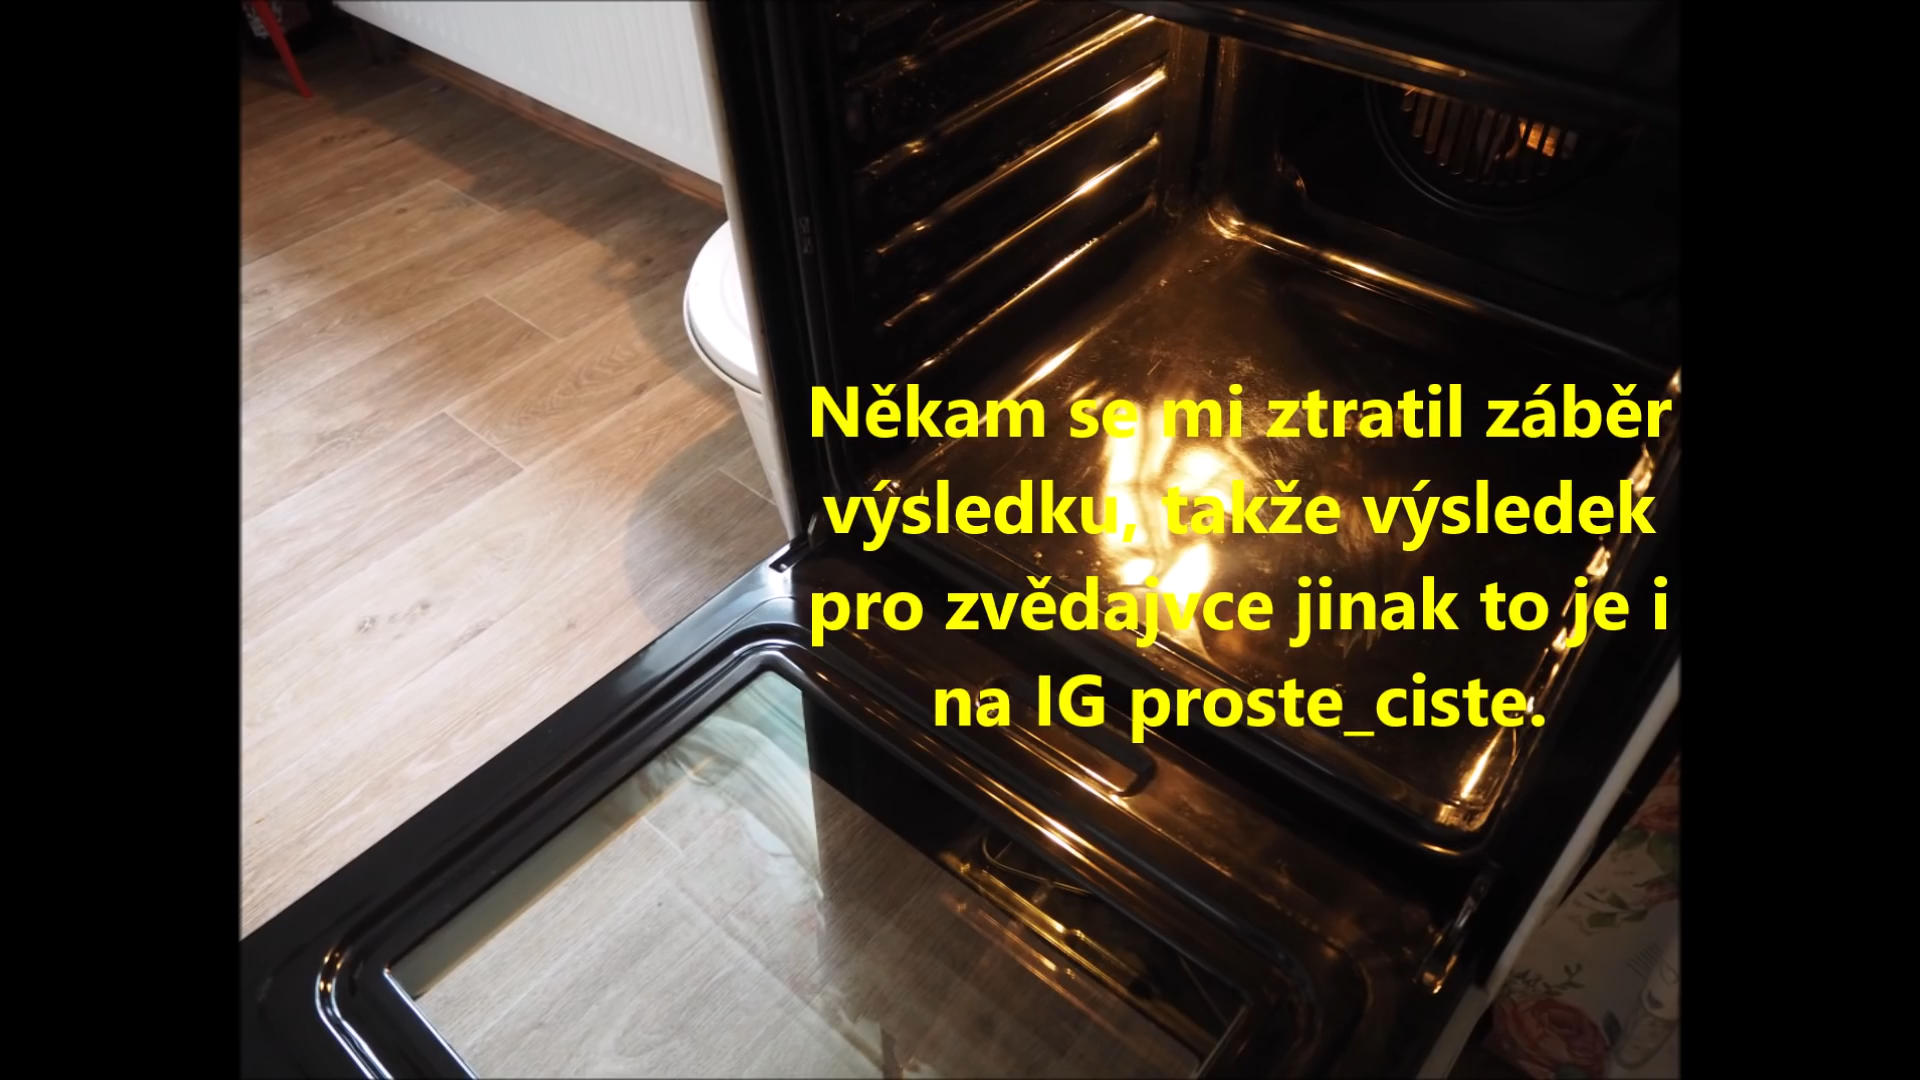 Někam se mi ztratil záběr
výsledku, takže výsledek
pro zvědajvce jinak to je i
na IG proste_ciste.